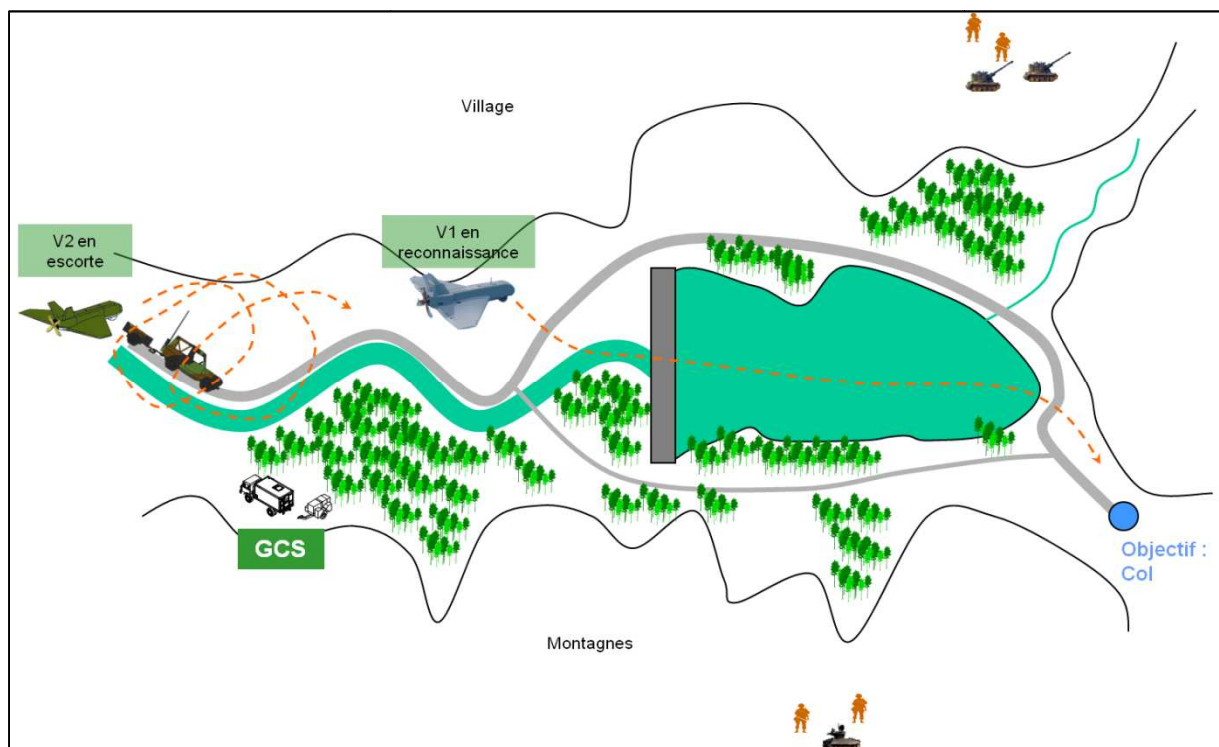 Village
V2 en
escorte
V1 en
reconnaissance
GCS
Objectif :
Col
Montagnes